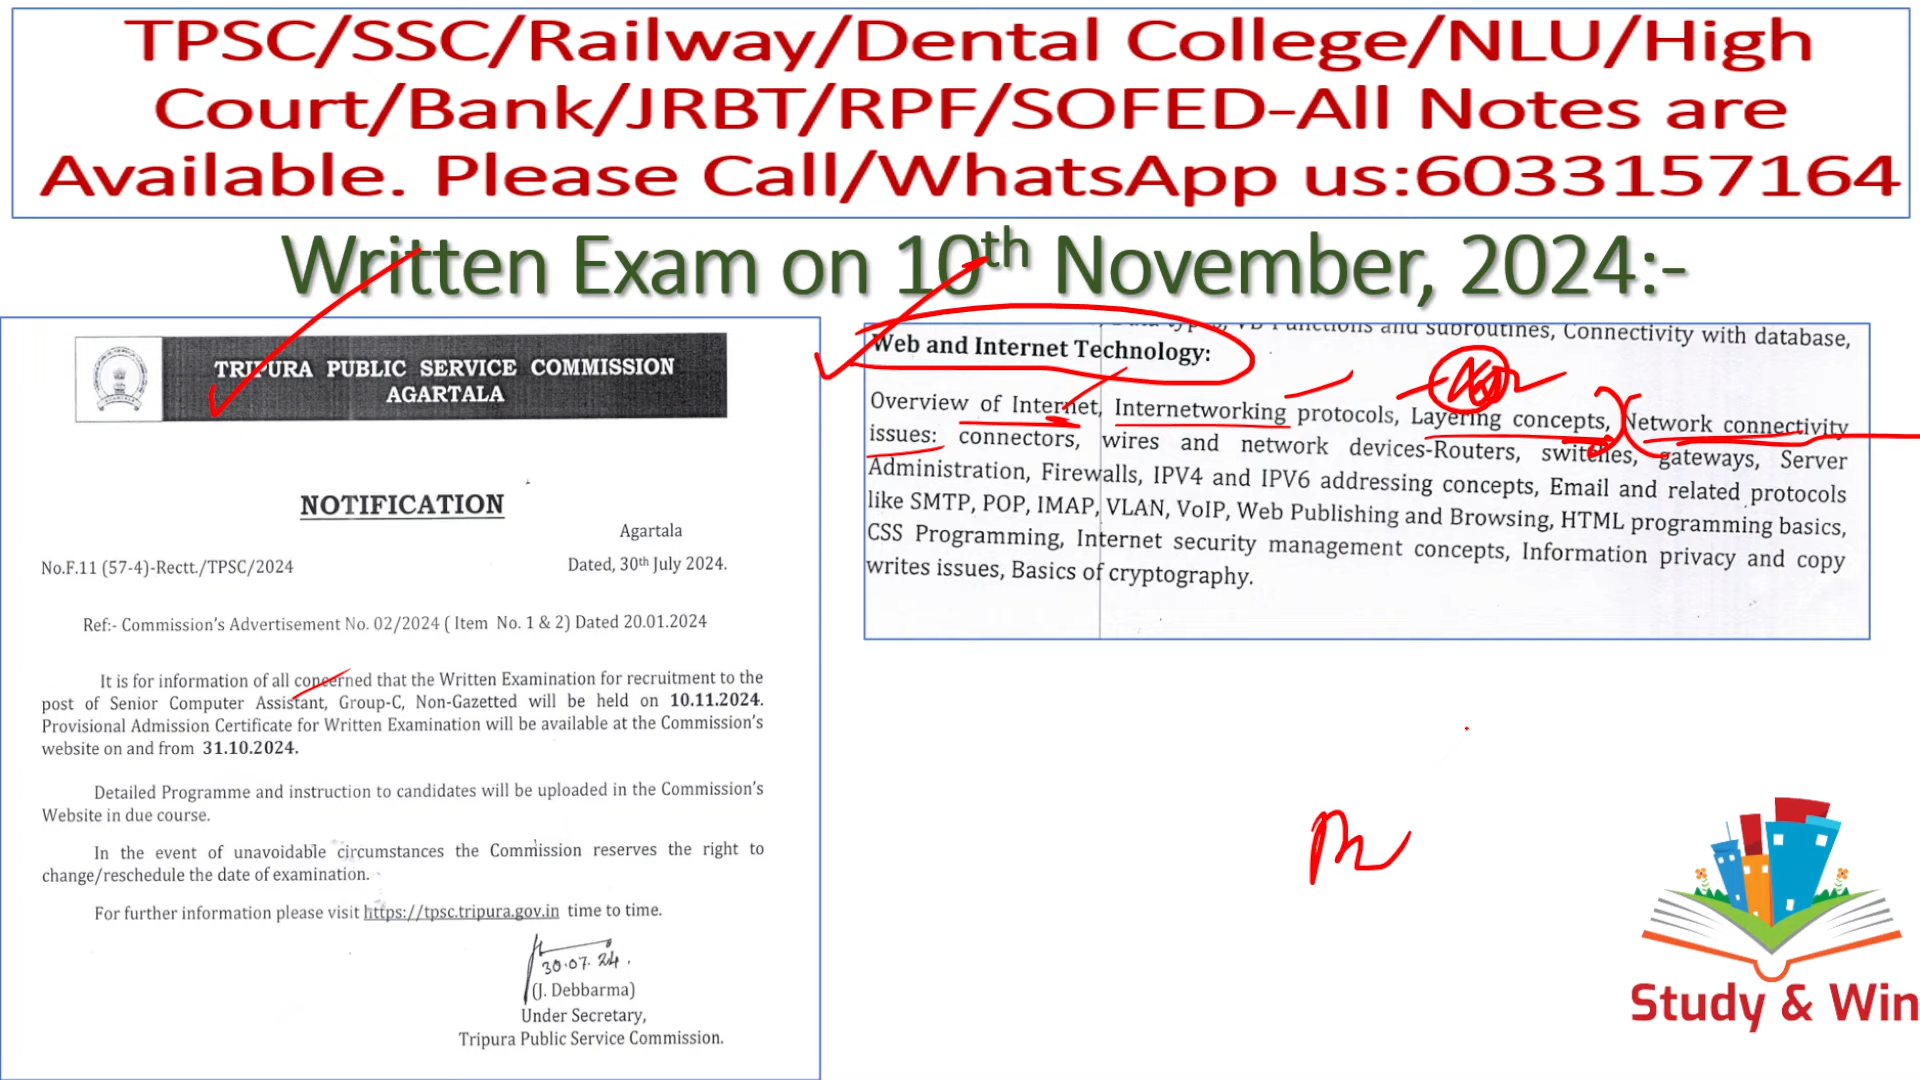 TPSC/SSC/Railway/Dental College/NLU/High
Court/Bank/JRBT/RPF/SOFED-All Notes are
Available. Please Call/WhatsApp us:6033157164
Written Exam on 10th November, 2024:-
TRIPURA PUBLIC SERVICE COMMISSION
AGARTALA
NOTIFICATION
Agartala
No.F.11 (57-4)-Rectt./TPSC/2024
Dated, 30th July 2024.
Ref:- Commission's Advertisement No. 02/2024 ( Item No. 1 & 2) Dated 20.01.2024
It is for information of all concerned that the Written Examination for recruitment to the
post of Senior Computer Assistant, Group-C, Non-Gazetted will be held on 10.11.2024.
Provisional Admission Certificate for Written Examination will be available at the Commission's
website on and from 31.10.2024.
Detailed Programme and instruction to candidates will be uploaded in the Commission's
Website in due course.
In the event of unavoidable circumstances the Commission reserves the right to
change/reschedule the date of examination.
For further information please visit https://tpsc.tripura.gov.in time to time.
30.07.24.
(J. Debbarma)
Under Secretary,
Tripura Public Service Commission.
Functions and subroutines, Connectivity with database,
Web and Internet Technology:
Overview of Internet, Internetworking protocols, Layering concepts, Network connectivity
issues: connectors, wires and network devices-Routers, switches, gateways, Server
Administration, Firewalls, IPV4 and IPV6 addressing concepts, Email and related protocols
like SMTP, POP, IMAP, VLAN, VoIP, Web Publishing and Browsing, HTML programming basics,
CSS Programming, Internet security management concepts, Information privacy and copy
writes issues, Basics of cryptography.
Study & Win